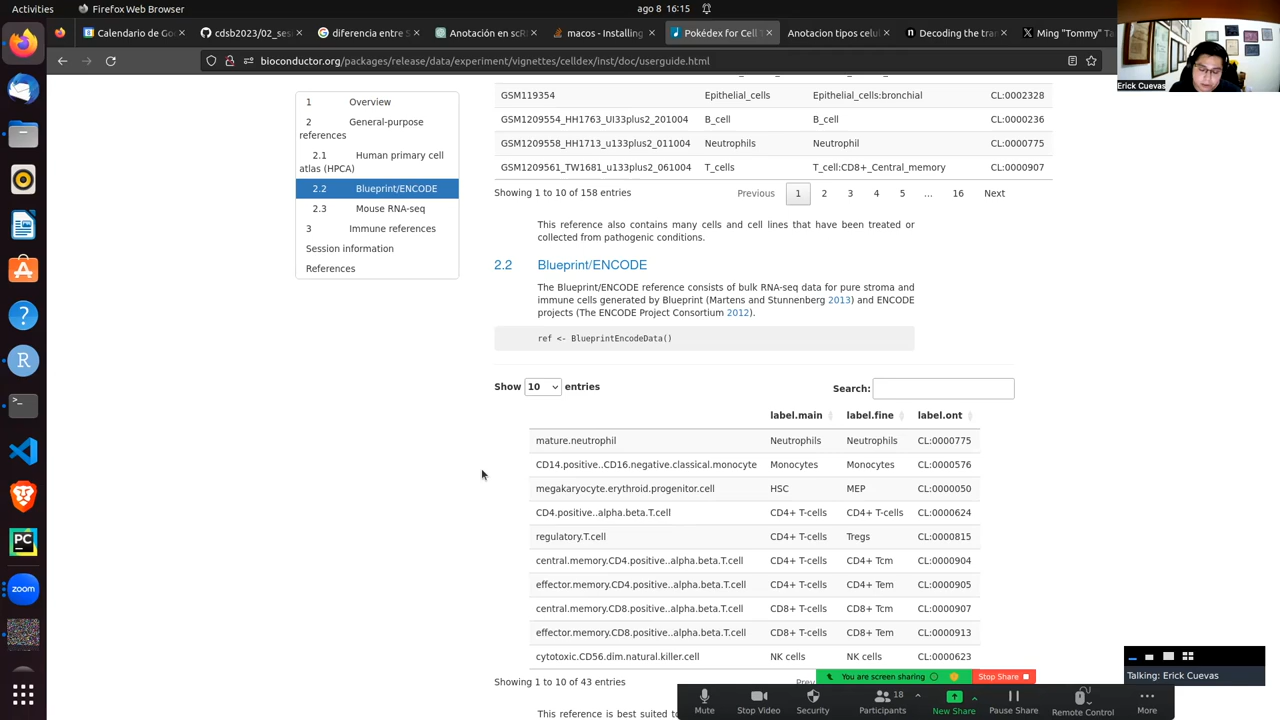 Activities
Firefox Web Browser
ago 8 16:15
Calendario de Go
cdsb2023/02_ses
diferencia entre S
Anotación en scR
macos - Installing
Pokédex for Cell T
Anotacion tipos celul
Decoding the tran
Ming "Tommy" Ta
bioconductor.org/packages/release/data/experiment/vignettes/celldex/inst/doc/userguide.html
Erick Cuevas
1 Overview
2 General-purpose
references
2.1 Human primary cell
atlas (HPCA)
2.2 Blueprint/ENCODE
2.3 Mouse RNA-seq
3 Immune references
Session information
References
GSM119354 Epithelial_cells Epithelial_cells:bronchial CL:0002328
GSM1209554_HH1763_UI33plus2_201004 B_cell B_cell CL:0000236
GSM1209558_HH1713_u133plus2_011004 Neutrophils Neutrophil CL:0000775
GSM1209561_TW1681_u133plus2_061004 T_cells T_cell:CD8+_Central_memory CL:0000907
Showing 1 to 10 of 158 entries Previous 1 2 3 4 5 ... 16 Next
This reference also contains many cells and cell lines that have been treated or
collected from pathogenic conditions.
2.2 Blueprint/ENCODE
The Blueprint/ENCODE reference consists of bulk RNA-seq data for pure stroma and
immune cells generated by Blueprint (Martens and Stunnenberg 2013) and ENCODE
projects (The ENCODE Project Consortium 2012).
ref <- BlueprintEncodeData()
Show 10 entries Search:
label.main label.fine label.ont
mature.neutrophil Neutrophils Neutrophils CL:0000775
CD14.positive..CD16.negative.classical.monocyte Monocytes Monocytes CL:0000576
megakaryocyte.erythroid.progenitor.cell HSC MEP CL:0000050
CD4.positive..alpha.beta.T.cell CD4+ T-cells CD4+ T-cells CL:0000624
regulatory.T.cell CD4+ T-cells Tregs CL:0000815
central.memory.CD4.positive..alpha.beta.T.cell CD4+ T-cells CD4+ Tcm CL:0000904
effector.memory.CD4.positive..alpha.beta.T.cell CD4+ T-cells CD4+ Tem CL:0000905
central.memory.CD8.positive..alpha.beta.T.cell CD8+ T-cells CD8+ Tcm CL:0000907
effector.memory.CD8.positive..alpha.beta.T.cell CD8+ T-cells CD8+ Tem CL:0000913
cytotoxic.CD56.dim.natural.killer.cell NK cells NK cells CL:0000623
Showing 1 to 10 of 43 entries Prev
This reference is best suited to
You are screen sharing Stop Share
Talking: Erick Cuevas
Mute
Stop Video
Security
Participants 18
New Share
Pause Share
Remote Control
More
zoom
PC
R